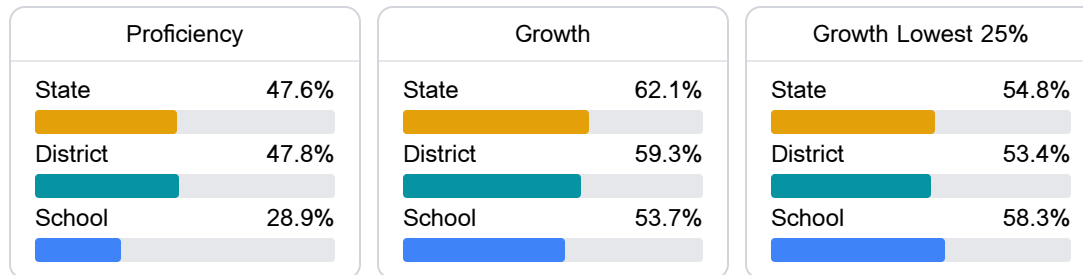 Proficiency
State 47.6%
District 47.8%
School 28.9%
Growth
State 62.1%
District 59.3%
School 53.7%
Growth Lowest 25%
State 54.8%
District 53.4%
School 58.3%